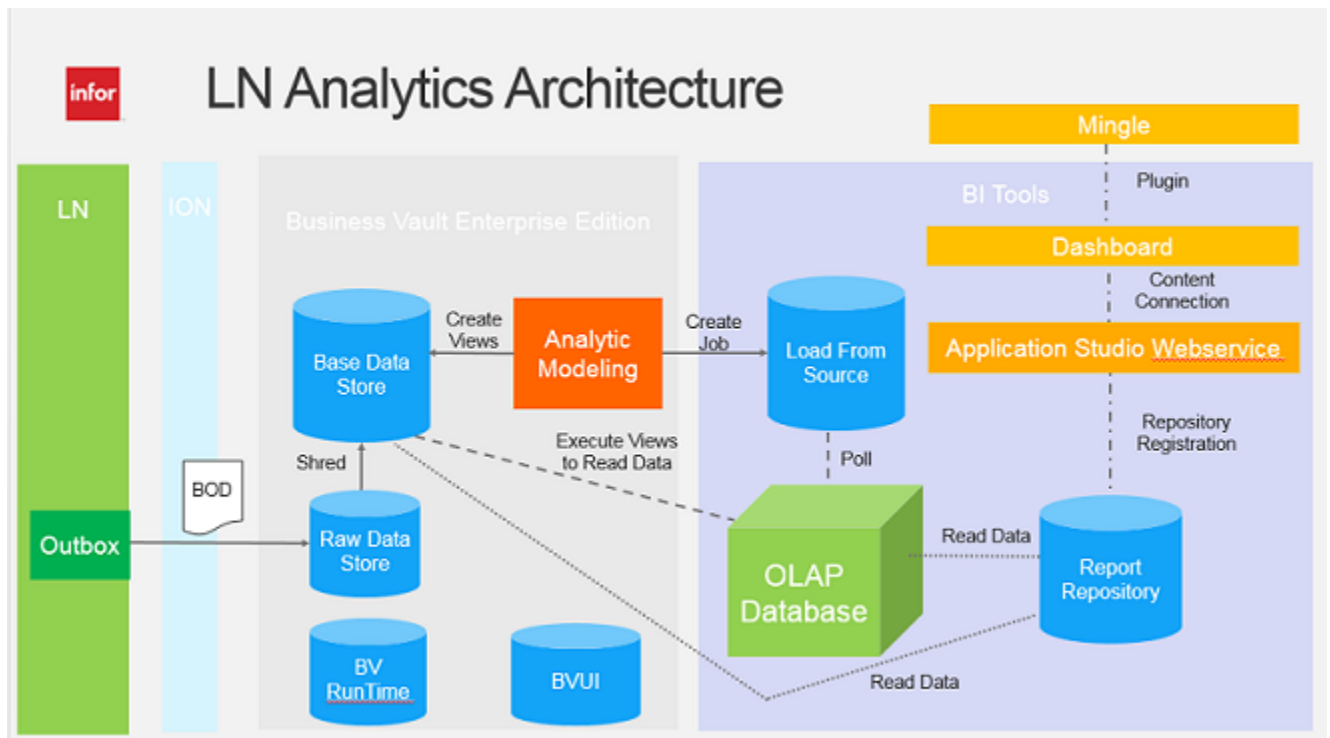 infor
LN Analytics Architecture
Mingle
Plugin
LN
ION
Business Vault Enterprise Edition
BI Tools
Dashboard
Content
Connection
Create
Views
Analytic
Modeling
Create
Job
Base Data
Store
Load From
Source
Application Studio Webservice
Execute Views
to Read Data
Poll
Repository
Registration
Shred
BOD
Outbox
Raw Data
Store
OLAP
Database
Read Data
Report
Repository
BV
RunTime
BVUI
Read Data